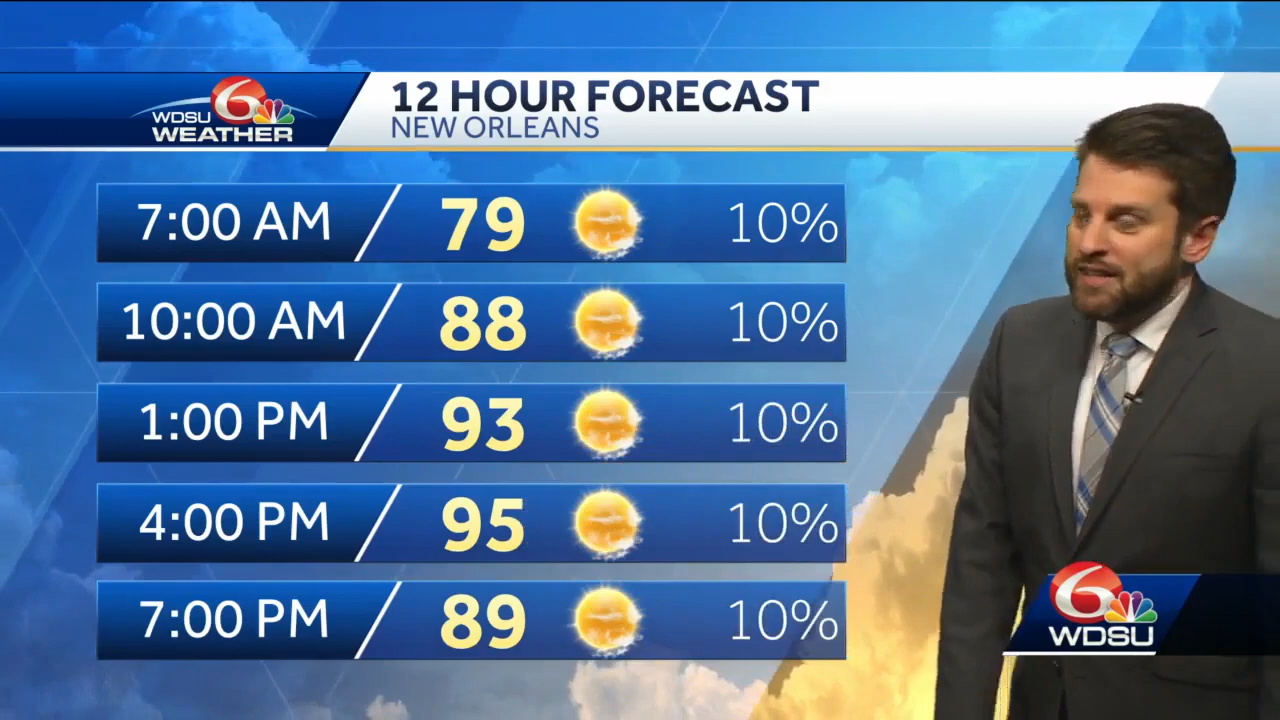 6
WDSU
WEATHER
12 HOUR FORECAST
NEW ORLEANS
7:00 AM 79 10%
10:00 AM 88 10%
1:00 PM 93 10%
4:00 PM 95 10%
7:00 PM 89 10%
6
WDSU